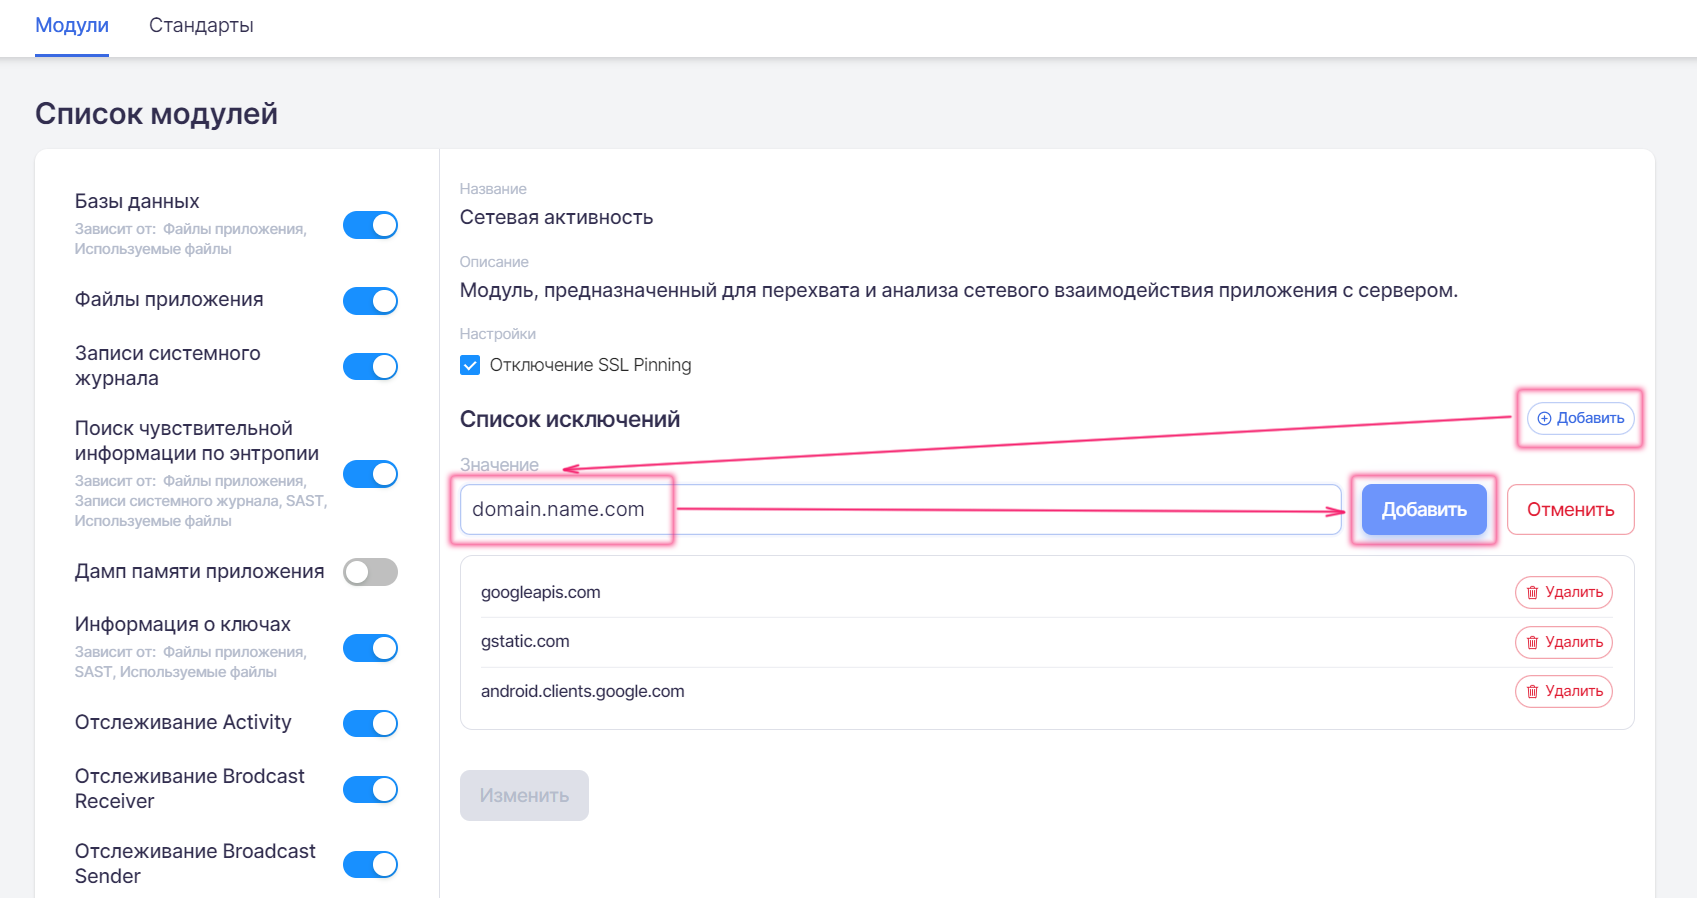 Модули
Стандарты
Список модулей
Базы данных
Зависит от: Файлы приложения,
Используемые файлы
Файлы приложения
Записи системного
журнала
Поиск чувствительной
информации по энтропии
Зависит от: Файлы приложения,
Записи системного журнала, SAST,
Используемые файлы
Дамп памяти приложения
Информация о ключах
Зависит от: Файлы приложения,
SAST, Используемые файлы
Отслеживание Activity
Отслеживание Brodcast
Receiver
Отслеживание Broadcast
Sender
Название
Сетевая активность
Описание
Модуль, предназначенный для перехвата и анализа сетевого взаимодействия приложения с сервером.
Настройки
Отключение SSL Pinning
Список исключений
Добавить
Значение
domain.name.com
Добавить
Отменить
googleapis.com
Удалить
gstatic.com
Удалить
android.clients.google.com
Удалить
Изменить